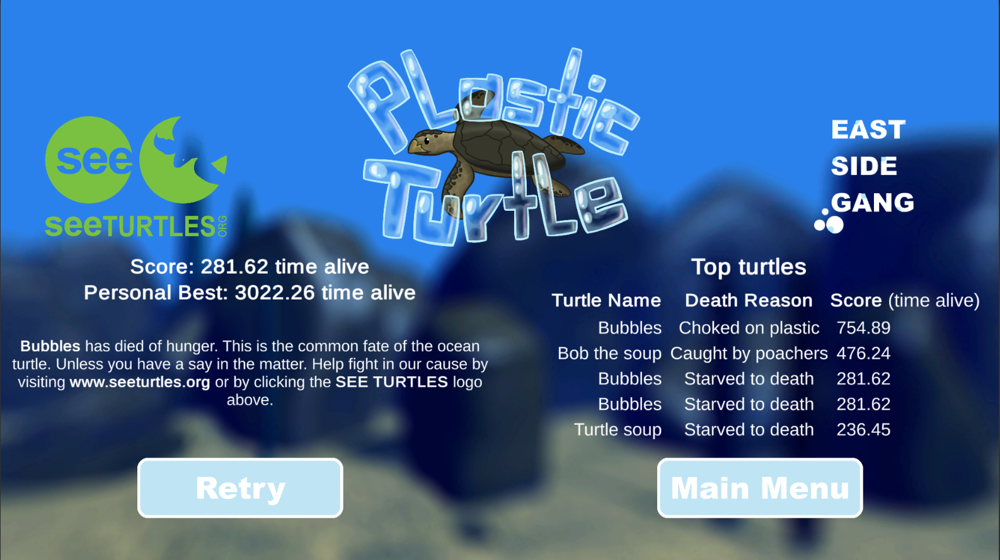 PLastic
TurtLe
see
seeTURTLES.ORG
EAST
SIDE
GANG
Score: 281.62 time alive
Personal Best: 3022.26 time alive
Bubbles has died of hunger. This is the common fate of the ocean
turtle. Unless you have a say in the matter. Help fight in our cause by
visiting www.seeturtles.org or by clicking the SEE TURTLES logo
above.
Top turtles
Turtle Name Death Reason Score (time alive)
Bubbles Choked on plastic 754.89
Bob the soup Caught by poachers 476.24
Bubbles Starved to death 281.62
Bubbles Starved to death 281.62
Turtle soup Starved to death 236.45
Retry
Main Menu